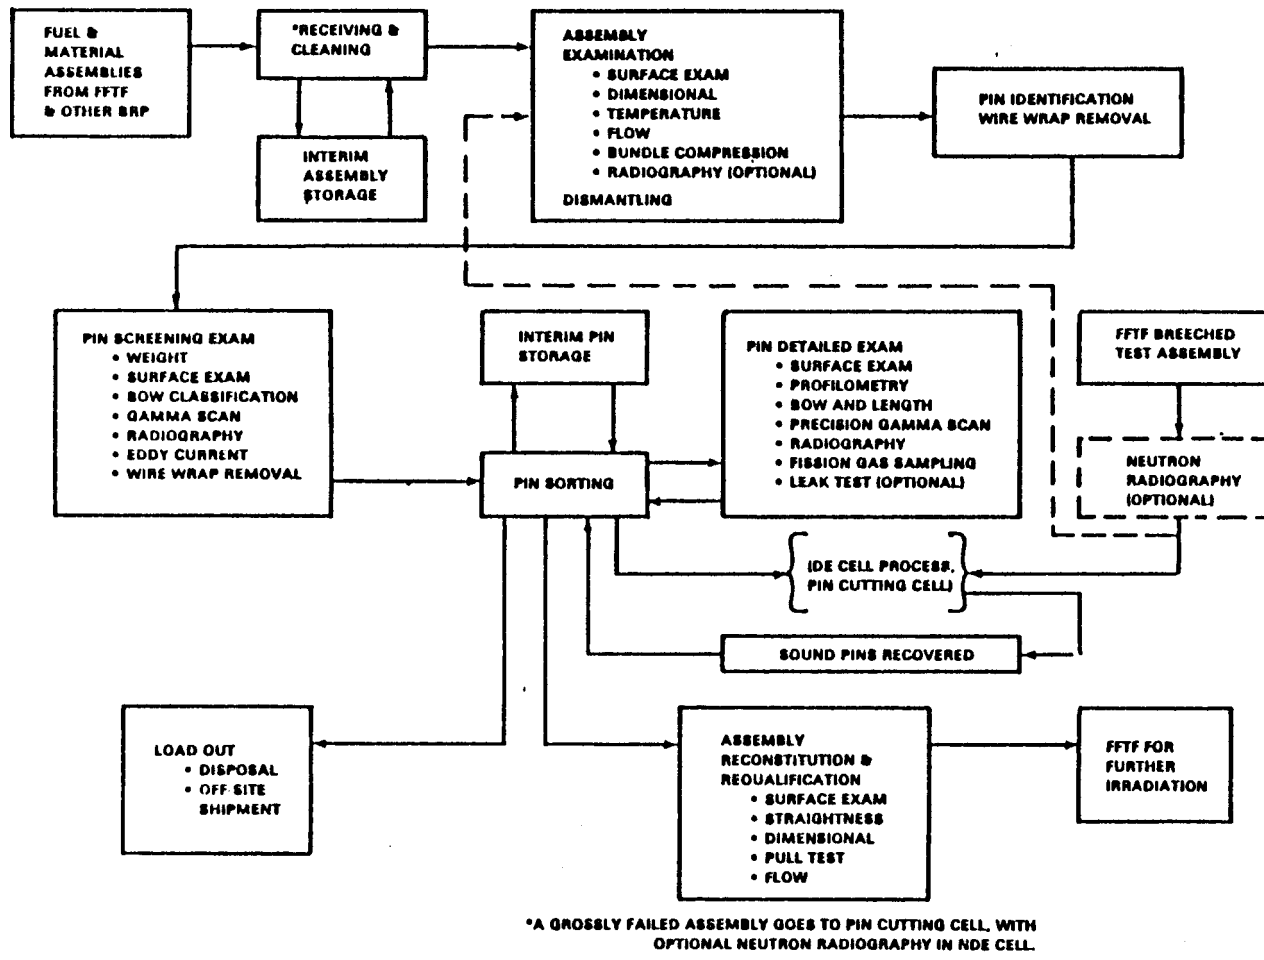 FUEL &
MATERIAL
ASSEMBLIES
FROM FFTF
& OTHER BRP
*RECEIVING &
CLEANING
INTERIM
ASSEMBLY
STORAGE
ASSEMBLY
EXAMINATION
• SURFACE EXAM
• DIMENSIONAL
• TEMPERATURE
• FLOW
• BUNDLE COMPRESSION
• RADIOGRAPHY (OPTIONAL)
DISMANTLING
PIN IDENTIFICATION
WIRE WRAP REMOVAL
PIN SCREENING EXAM
• WEIGHT
• SURFACE EXAM
• BOW CLASSIFICATION
• GAMMA SCAN
• RADIOGRAPHY
• EDDY CURRENT
• WIRE WRAP REMOVAL
INTERIM PIN
STORAGE
PIN SORTING
PIN DETAILED EXAM
• SURFACE EXAM
• PROFILOMETRY
• BOW AND LENGTH
• PRECISION GAMMA SCAN
• RADIOGRAPHY
• FISSION GAS SAMPLING
• LEAK TEST (OPTIONAL)
FFTF BREECHED
TEST ASSEMBLY
NEUTRON
RADIOGRAPHY
(OPTIONAL)
(DE CELL PROCESS,
PIN CUTTING CELL)
SOUND PINS RECOVERED
LOAD OUT
• DISPOSAL
• OFF-SITE
SHIPMENT
ASSEMBLY
RECONSTITUTION &
REQUALIFICATION
• SURFACE EXAM
• STRAIGHTNESS
• DIMENSIONAL
• PULL TEST
• FLOW
FFTF FOR
FURTHER
IRRADIATION
*A GROSSLY FAILED ASSEMBLY GOES TO PIN CUTTING CELL, WITH
OPTIONAL NEUTRON RADIOGRAPHY IN NDE CELL.